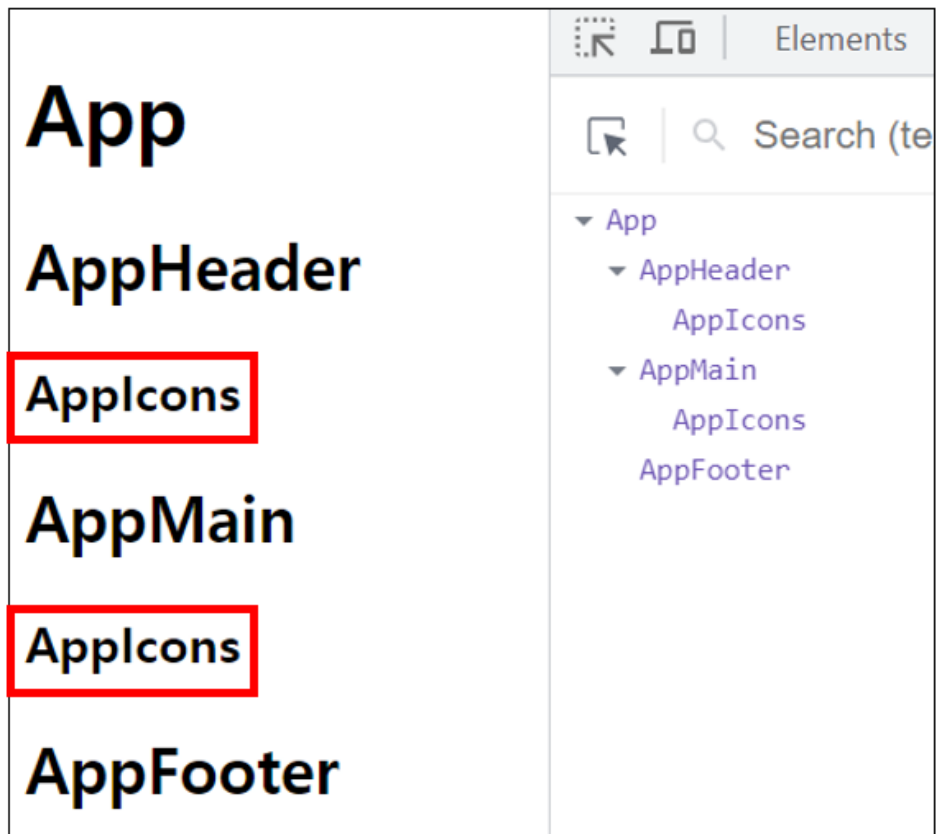 App
AppHeader
AppIcons
AppMain
AppIcons
AppFooter
Elements
Search (te
App
AppHeader
AppIcons
AppMain
AppIcons
AppFooter